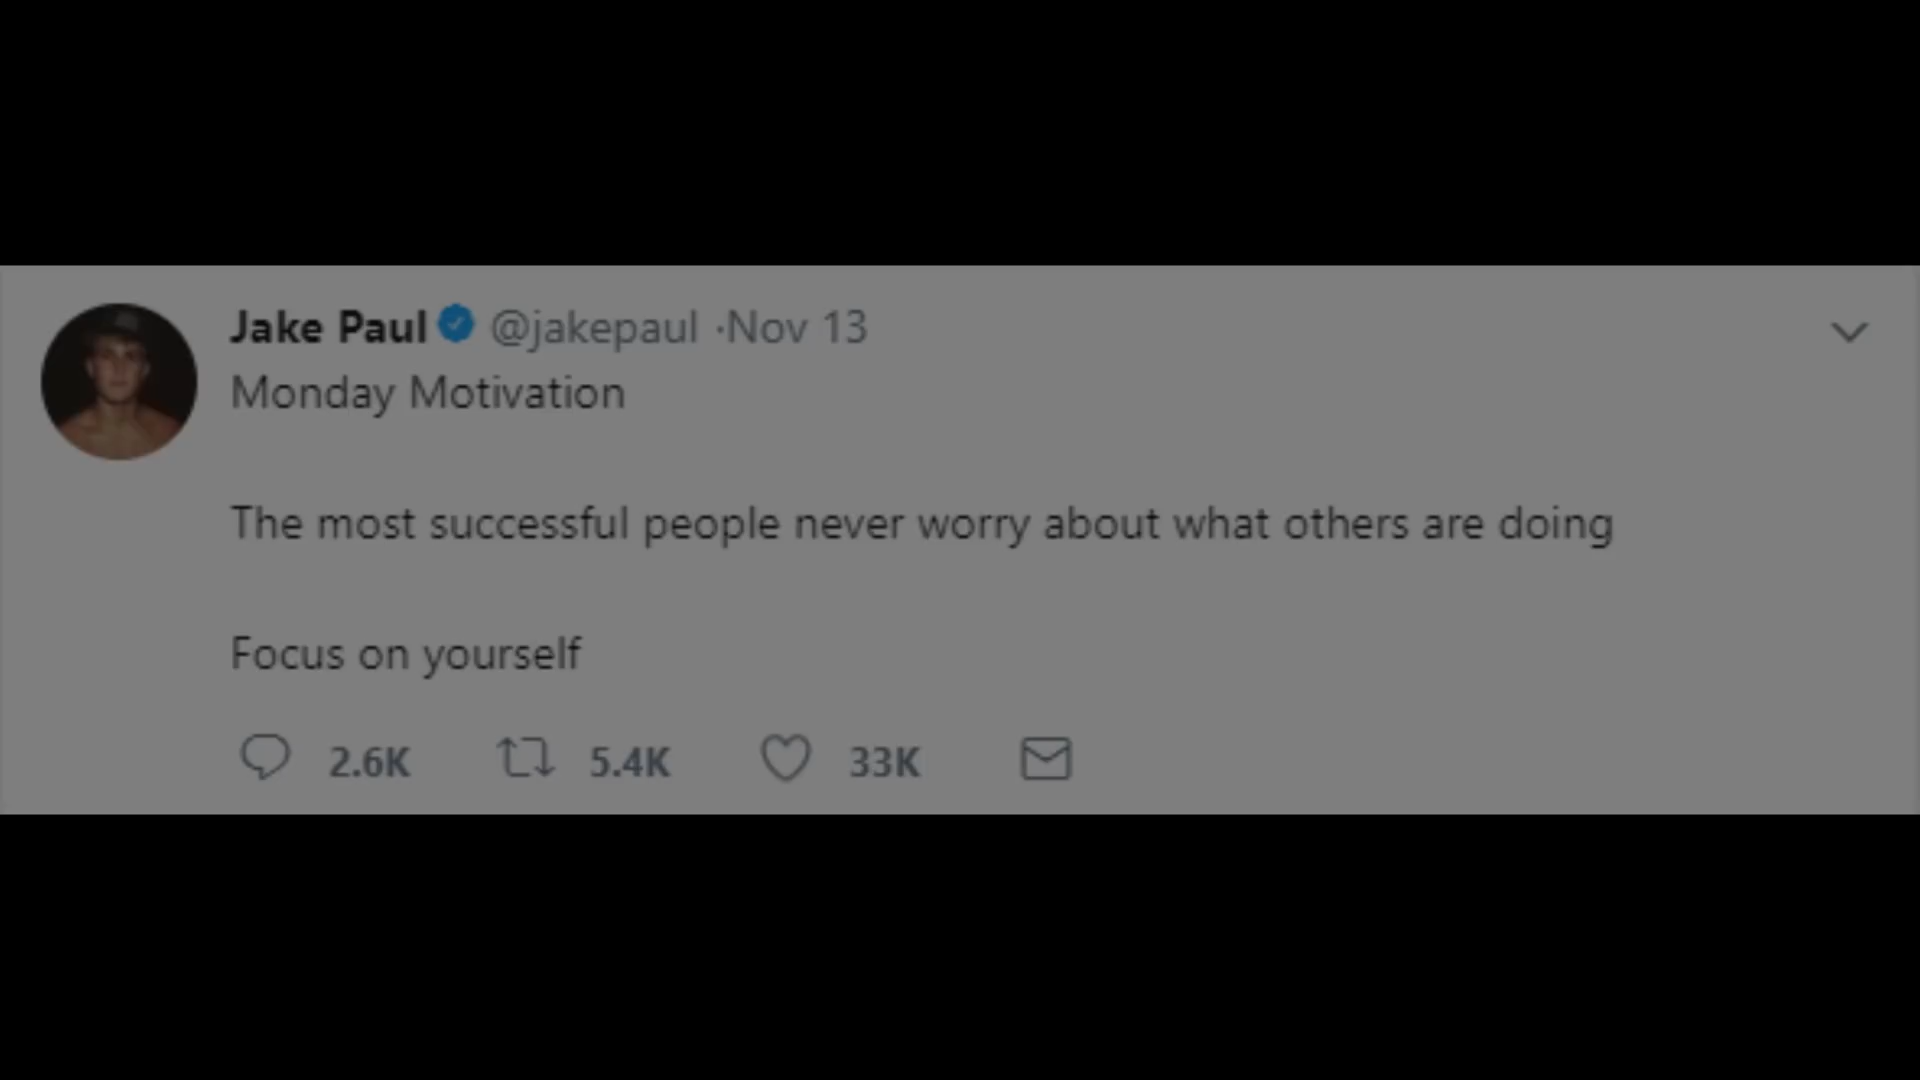 Jake Paul @jakepaul ·Nov 13
Monday Motivation
The most successful people never worry about what others are doing
Focus on yourself
2.6K 5.4K 33K